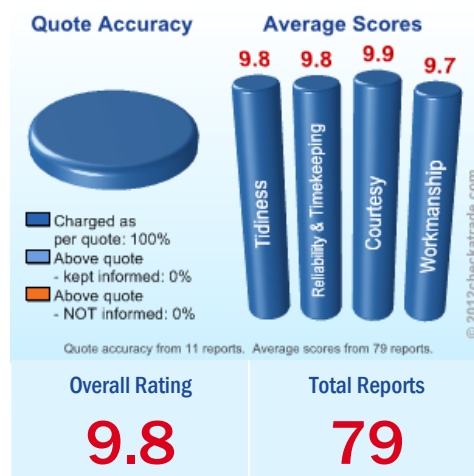 Quote Accuracy
Average Scores
9.8
9.8
9.9
9.7
Tidiness
Reliability & Timekeeping
Courtesy
Workmanship
Charged as
per quote: 100%
Above quote
- kept informed: 0%
Above quote
- NOT informed: 0%
© 2012checkatrade.com
Quote accuracy from 11 reports. Average scores from 79 reports.
Overall Rating
9.8
Total Reports
79